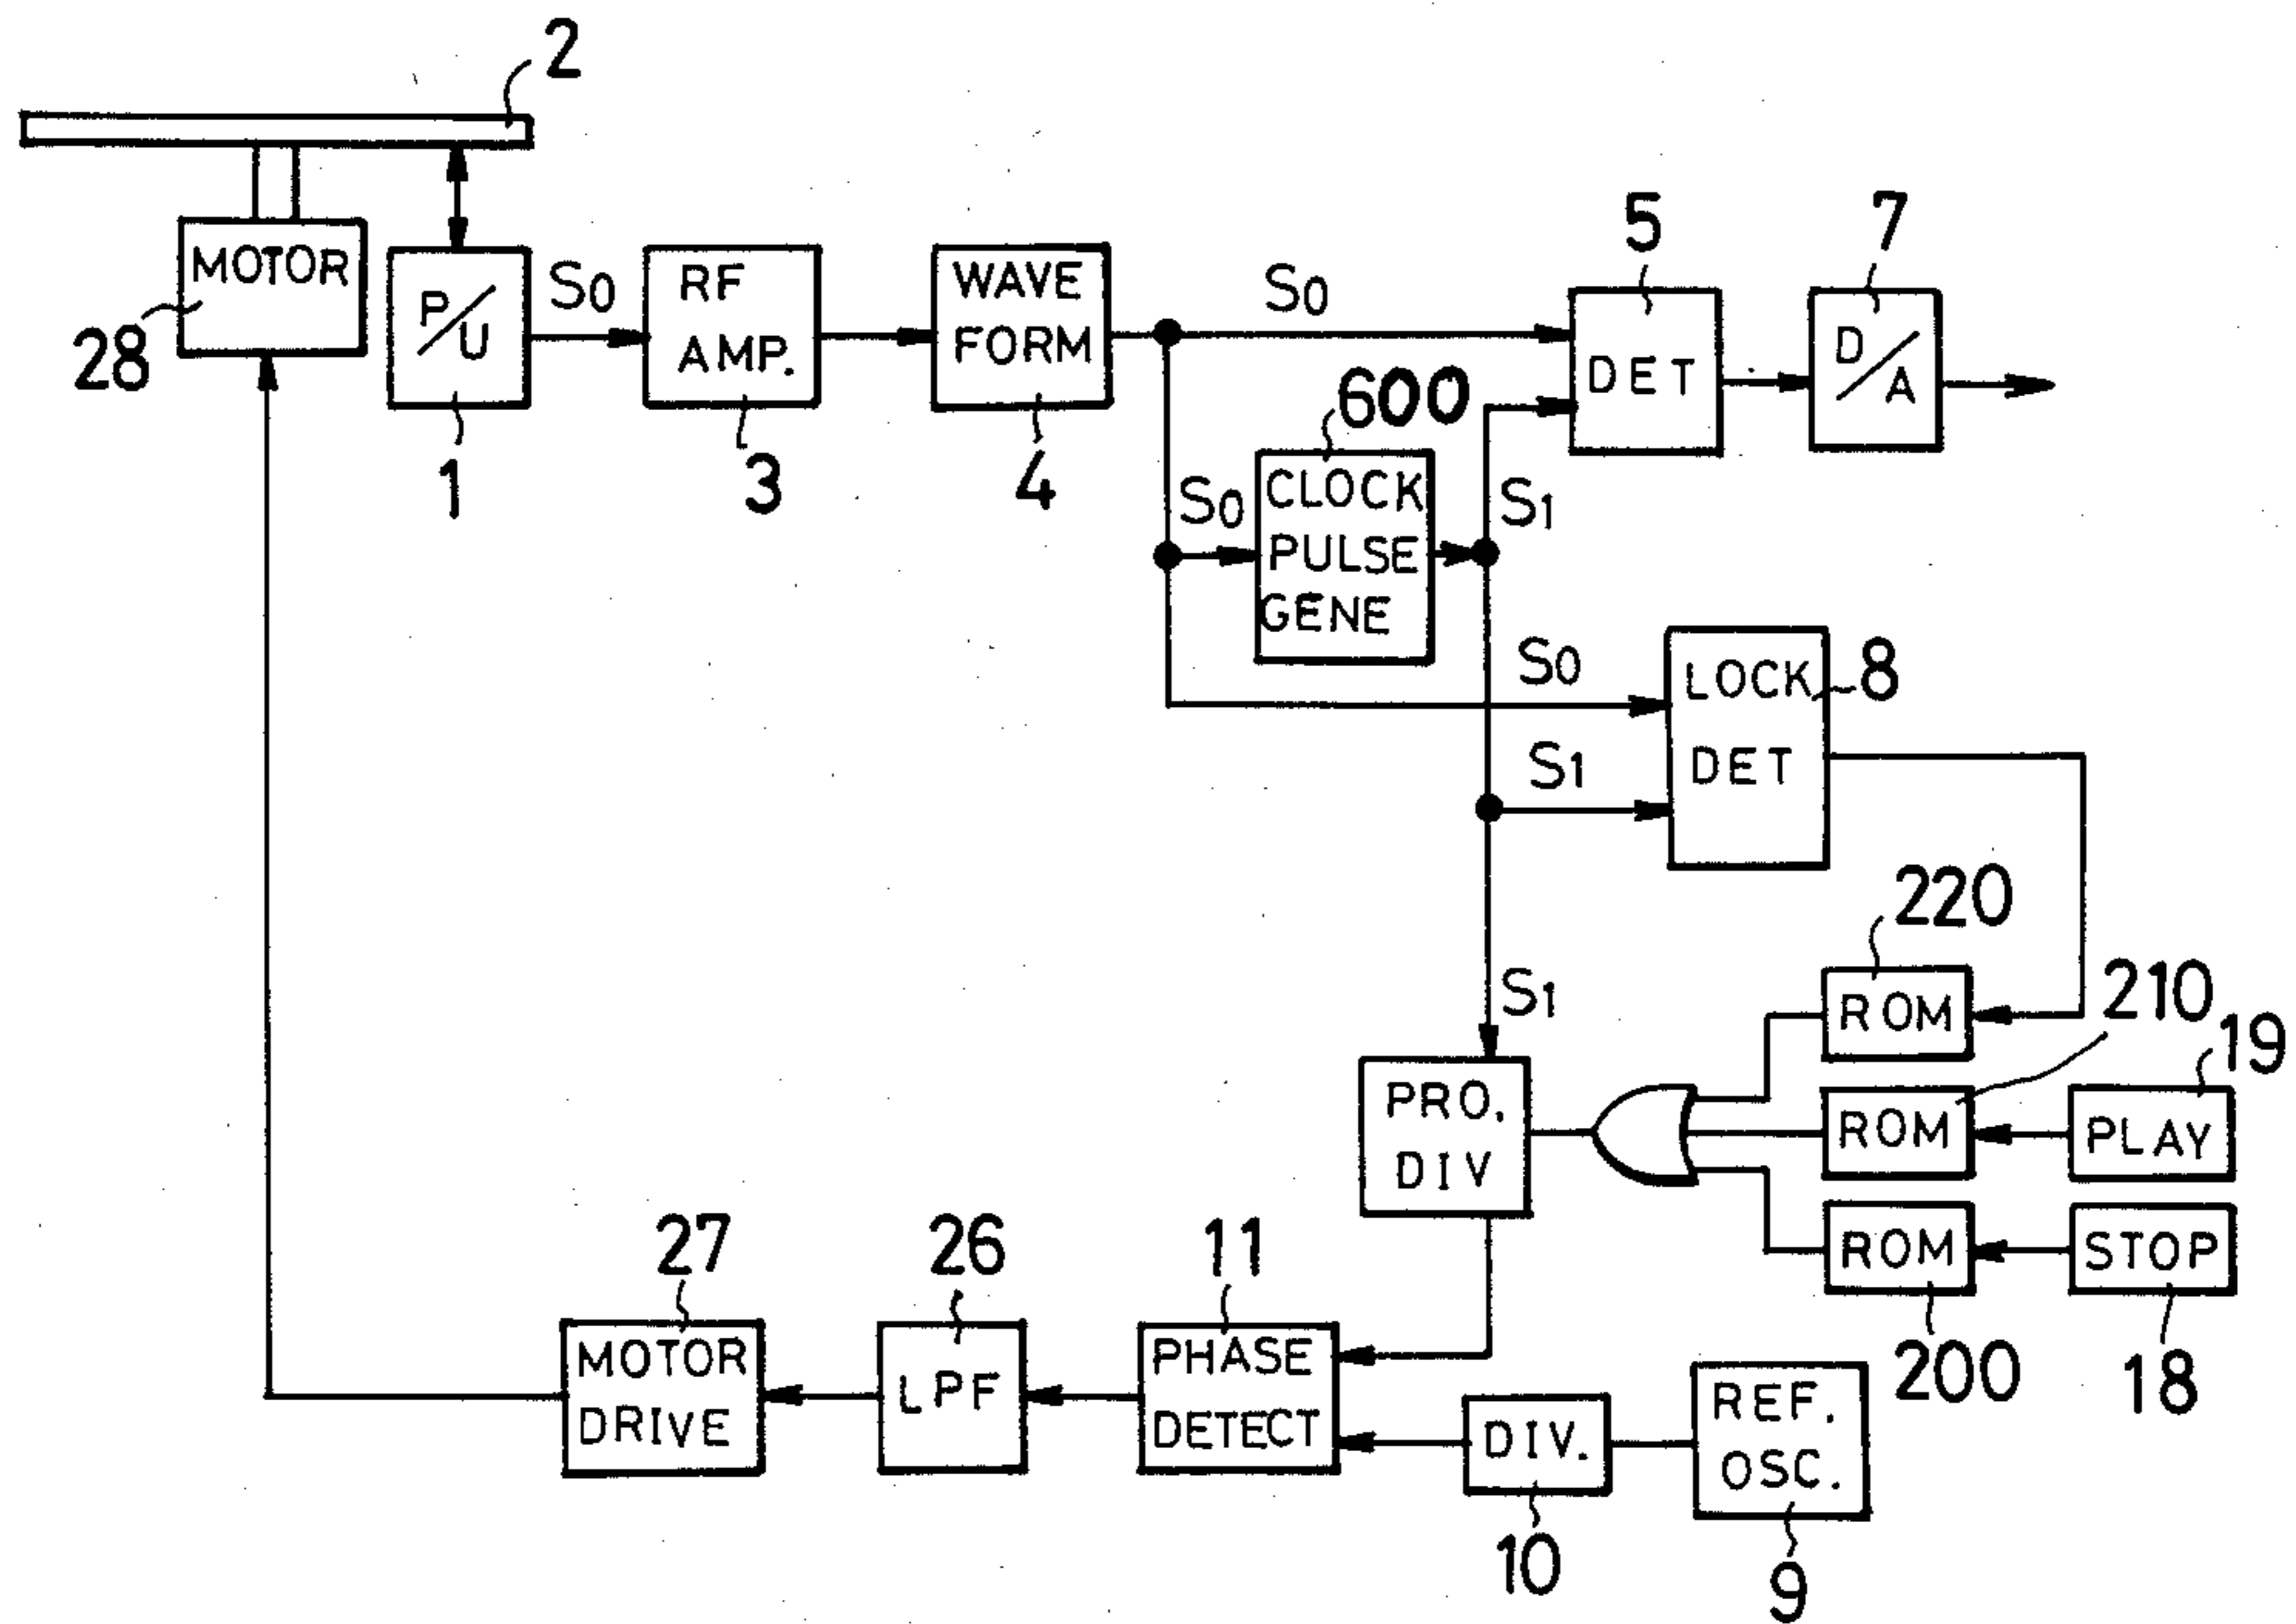 2
MOTOR
28
P/U
1
S0
RF
AMP.
3
WAVE
FORM
4
S0
5
DET
7
D/A
600
S0
CLOCK
PULSE
GENE
S1
S0
LOCK
DET
8
S1
S1
220
ROM
210
ROM
19
PLAY
PRO.
DIV
ROM
200
STOP
18
27
MOTOR
DRIVE
26
LPF
11
PHASE
DETECT
DIV.
10
REF.
OSC.
9